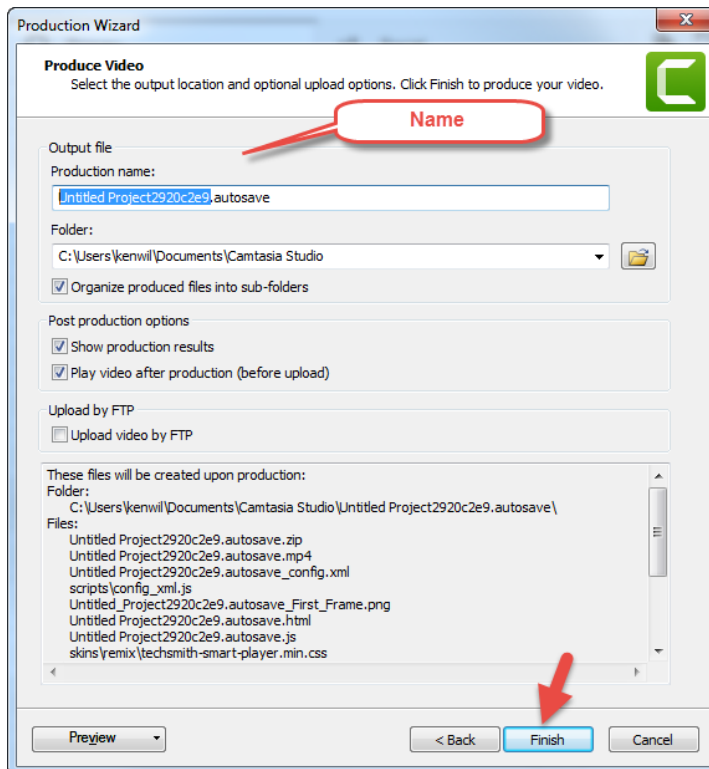 Production Wizard
Produce Video
Select the output location and optional upload options. Click Finish to produce your video.
Name
Output file
Production name:
Untitled Project2920c2e9.autosave
Folder:
C:\Users\kenwil\Documents\Camtasia Studio
Organize produced files into sub-folders
Post production options
Show production results
Play video after production (before upload)
Upload by FTP
Upload video by FTP
These files will be created upon production:
Folder:
C:\Users\kenwil\Documents\Camtasia Studio\Untitled Project2920c2e9.autosave\
Files:
Untitled Project2920c2e9.autosave.zip
Untitled Project2920c2e9.autosave.mp4
Untitled Project2920c2e9.autosave_config.xml
scripts\config_xml.js
Untitled_Project2920c2e9.autosave_First_Frame.png
Untitled Project2920c2e9.autosave.html
Untitled Project2920c2e9.autosave.js
skins\remix\techsmith-smart-player.min.css
Preview
< Back
Finish
Cancel